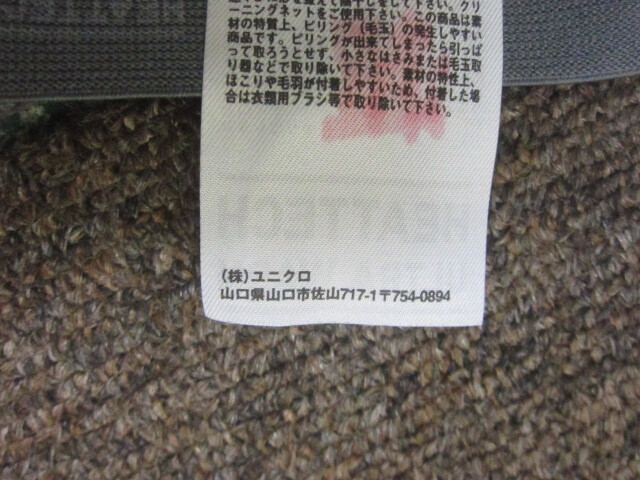 ーニングネットをご使用下さい。この商品は素
材の特質上、ピリング(毛玉)の発生しやすい
商品です。ピリングが出来てしまったら引っぱ
って取ろうとせず、小さなはさみ、または毛玉取
り器などで取り除いて下さい。素材の特性上、
ほこりや毛羽が付着しやすいため、付着した場
合は衣類用ブラシ等で取り除いて下さい。
HEATTECH
(株)ユニクロ
山口県山口市佐山717-1〒754-0894